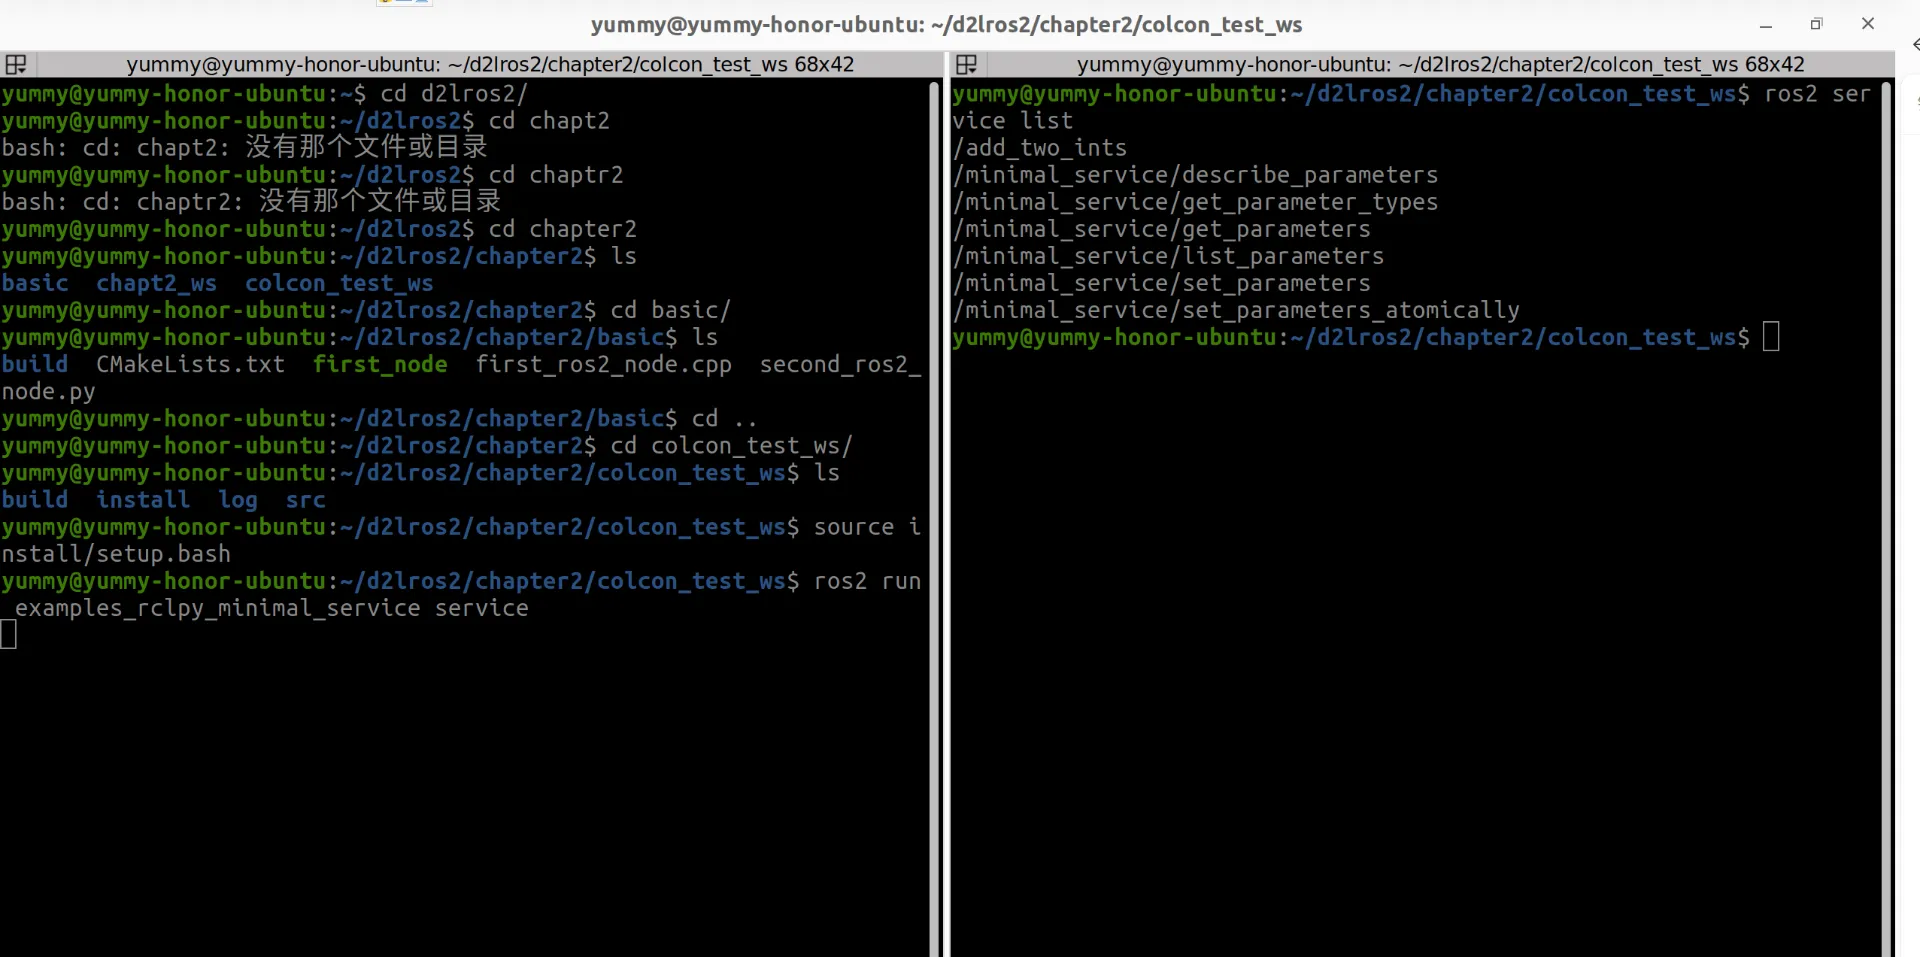 yummy@yummy-honor-ubuntu: ~/d2lros2/chapter2/colcon_test_ws
yummy@yummy-honor-ubuntu: ~/d2lros2/chapter2/colcon_test_ws 68x42
yummy@yummy-honor-ubuntu:~$ cd d2lros2/
yummy@yummy-honor-ubuntu:~/d2lros2$ cd chapt2
bash: cd: chapt2: 没有那个文件或目录
yummy@yummy-honor-ubuntu:~/d2lros2$ cd chaptr2
bash: cd: chaptr2: 没有那个文件或目录
yummy@yummy-honor-ubuntu:~/d2lros2$ cd chapter2
yummy@yummy-honor-ubuntu:~/d2lros2/chapter2$ ls
basic  chapt2_ws  colcon_test_ws
yummy@yummy-honor-ubuntu:~/d2lros2/chapter2$ cd basic/
yummy@yummy-honor-ubuntu:~/d2lros2/chapter2/basic$ ls
build  CMakeLists.txt  first_node  first_ros2_node.cpp  second_ros2_
node.py
yummy@yummy-honor-ubuntu:~/d2lros2/chapter2/basic$ cd ..
yummy@yummy-honor-ubuntu:~/d2lros2/chapter2$ cd colcon_test_ws/
yummy@yummy-honor-ubuntu:~/d2lros2/chapter2/colcon_test_ws$ ls
build  install  log  src
yummy@yummy-honor-ubuntu:~/d2lros2/chapter2/colcon_test_ws$ source i
nstall/setup.bash
yummy@yummy-honor-ubuntu:~/d2lros2/chapter2/colcon_test_ws$ ros2 run
 examples_rclpy_minimal_service service
yummy@yummy-honor-ubuntu: ~/d2lros2/chapter2/colcon_test_ws 68x42
yummy@yummy-honor-ubuntu:~/d2lros2/chapter2/colcon_test_ws$ ros2 ser
vice list
/add_two_ints
/minimal_service/describe_parameters
/minimal_service/get_parameter_types
/minimal_service/get_parameters
/minimal_service/list_parameters
/minimal_service/set_parameters
/minimal_service/set_parameters_atomically
yummy@yummy-honor-ubuntu:~/d2lros2/chapter2/colcon_test_ws$